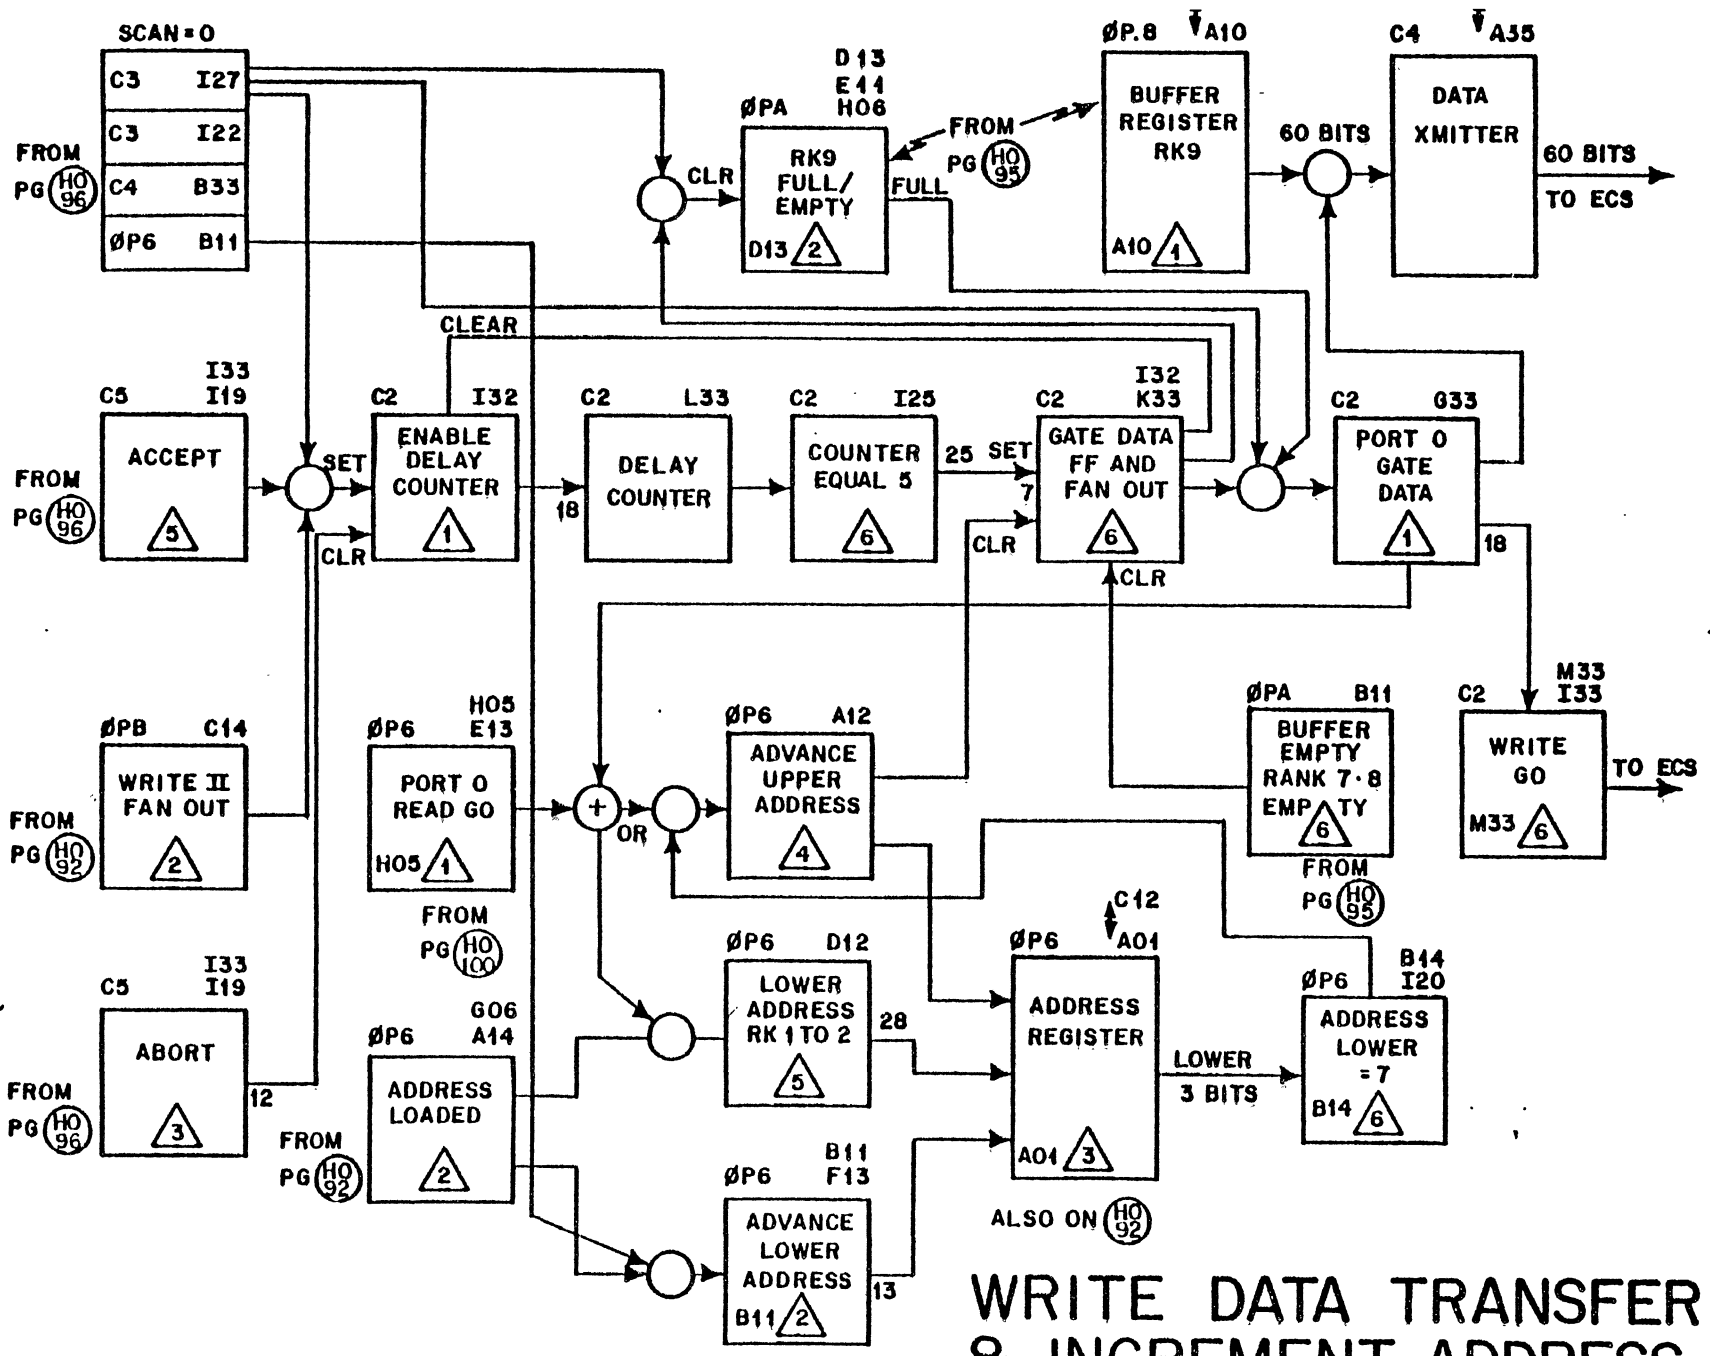 SCAN=0
C3 I27
C3 I22
C4 B33
ØP6 B11
FROM
PG HO 96
D13
E11
ØPA H06
RK9
FULL/
EMPTY
D13 2
CLR
FULL
FROM
PG HO 95
ØP.8 A10
BUFFER
REGISTER
RK9
A10 1
60 BITS
C4 A35
DATA
XMITTER
60 BITS
TO ECS
CLEAR
I33
C5 I19
ACCEPT
5
FROM
PG HO 96
SET
CLR
C2 I32
ENABLE
DELAY
COUNTER
1
18
C2 L33
DELAY
COUNTER
C2 I25
COUNTER
EQUAL 5
6
25 SET
7
CLR
I32
C2 K33
GATE DATA
FF AND
FAN OUT
6
CLR
C2 G33
PORT 0
GATE
DATA
1
18
ØPB C14
WRITE II
FAN OUT
2
FROM
PG HO 92
H05
ØP6 E13
PORT 0
READ GO
H05 1
FROM
PG HO 100
+
OR
ØP6 A12
ADVANCE
UPPER
ADDRESS
4
ØPA B11
BUFFER
EMPTY
RANK 7·8
EMPTY
6
FROM
PG HO 95
M33
C2 I33
WRITE
GO
M33 6
TO ECS
I33
C5 I19
ABORT
3
12
FROM
PG HO 96
G06
ØP6 A14
ADDRESS
LOADED
2
FROM
PG HO 92
ØP6 D12
LOWER
ADDRESS
RK 1 TO 2
5
28
C12
ØP6 A01
ADDRESS
REGISTER
A01 3
ALSO ON HO 92
LOWER
3 BITS
B14
ØP6 I20
ADDRESS
LOWER
=7
B14 6
B11
ØP6 F13
ADVANCE
LOWER
ADDRESS
B11 2
13
WRITE DATA TRANSFER
& INCREMENT ADDRESS